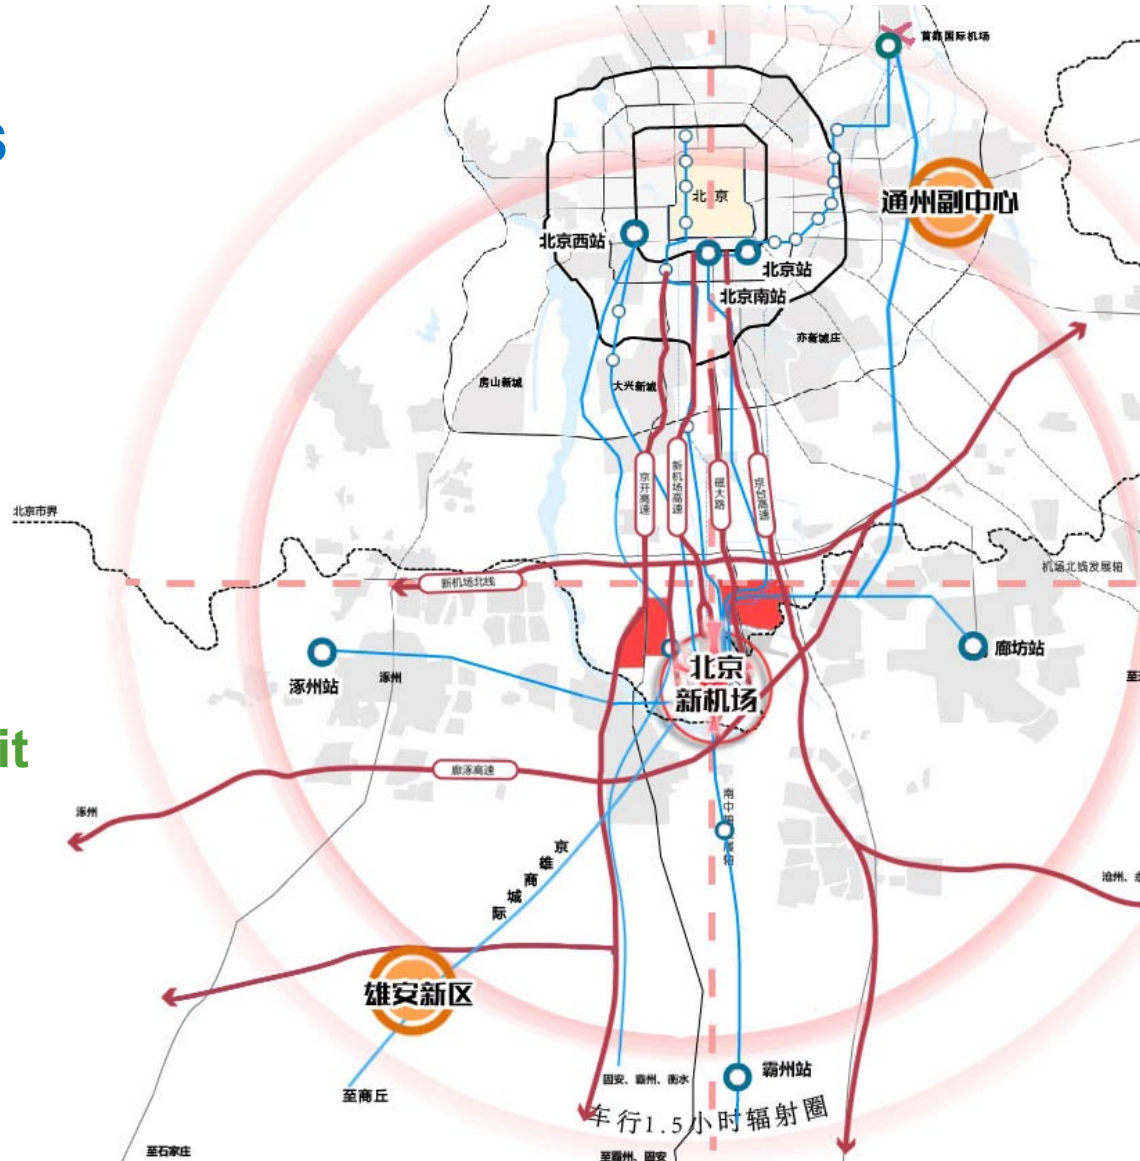 首都国际机场
s
通州副中心
北京
北京西站
北京站
北京南站
亦新城庄
房山新城
大兴新城
京开高速
新机场高速
磁大路
京台高速
北京市界
机场北线发展轴
新机场北线
廊坊站
北京
新机场
涿州站
涿州
it
廊涿高速
涿州
京雄商城际
沧州、
雄安新区
霸州站
固安、霸州、衡水
至商丘
车行1.5小时辐射圈
至石家庄
至霸州、固安